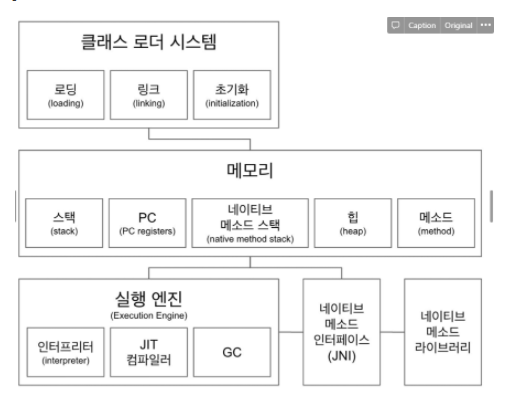 Caption Original •••
클래스 로더 시스템
로딩
(loading)
링크
(linking)
초기화
(initialization)
메모리
스택
(stack)
PC
(PC registers)
네이티브
메소드 스택
(native method stack)
힙
(heap)
메소드
(method)
실행 엔진
(Execution Engine)
인터프리터
(interpreter)
JIT
컴파일러
GC
네이티브
메소드
인터페이스
(JNI)
네이티브
메소드
라이브러리